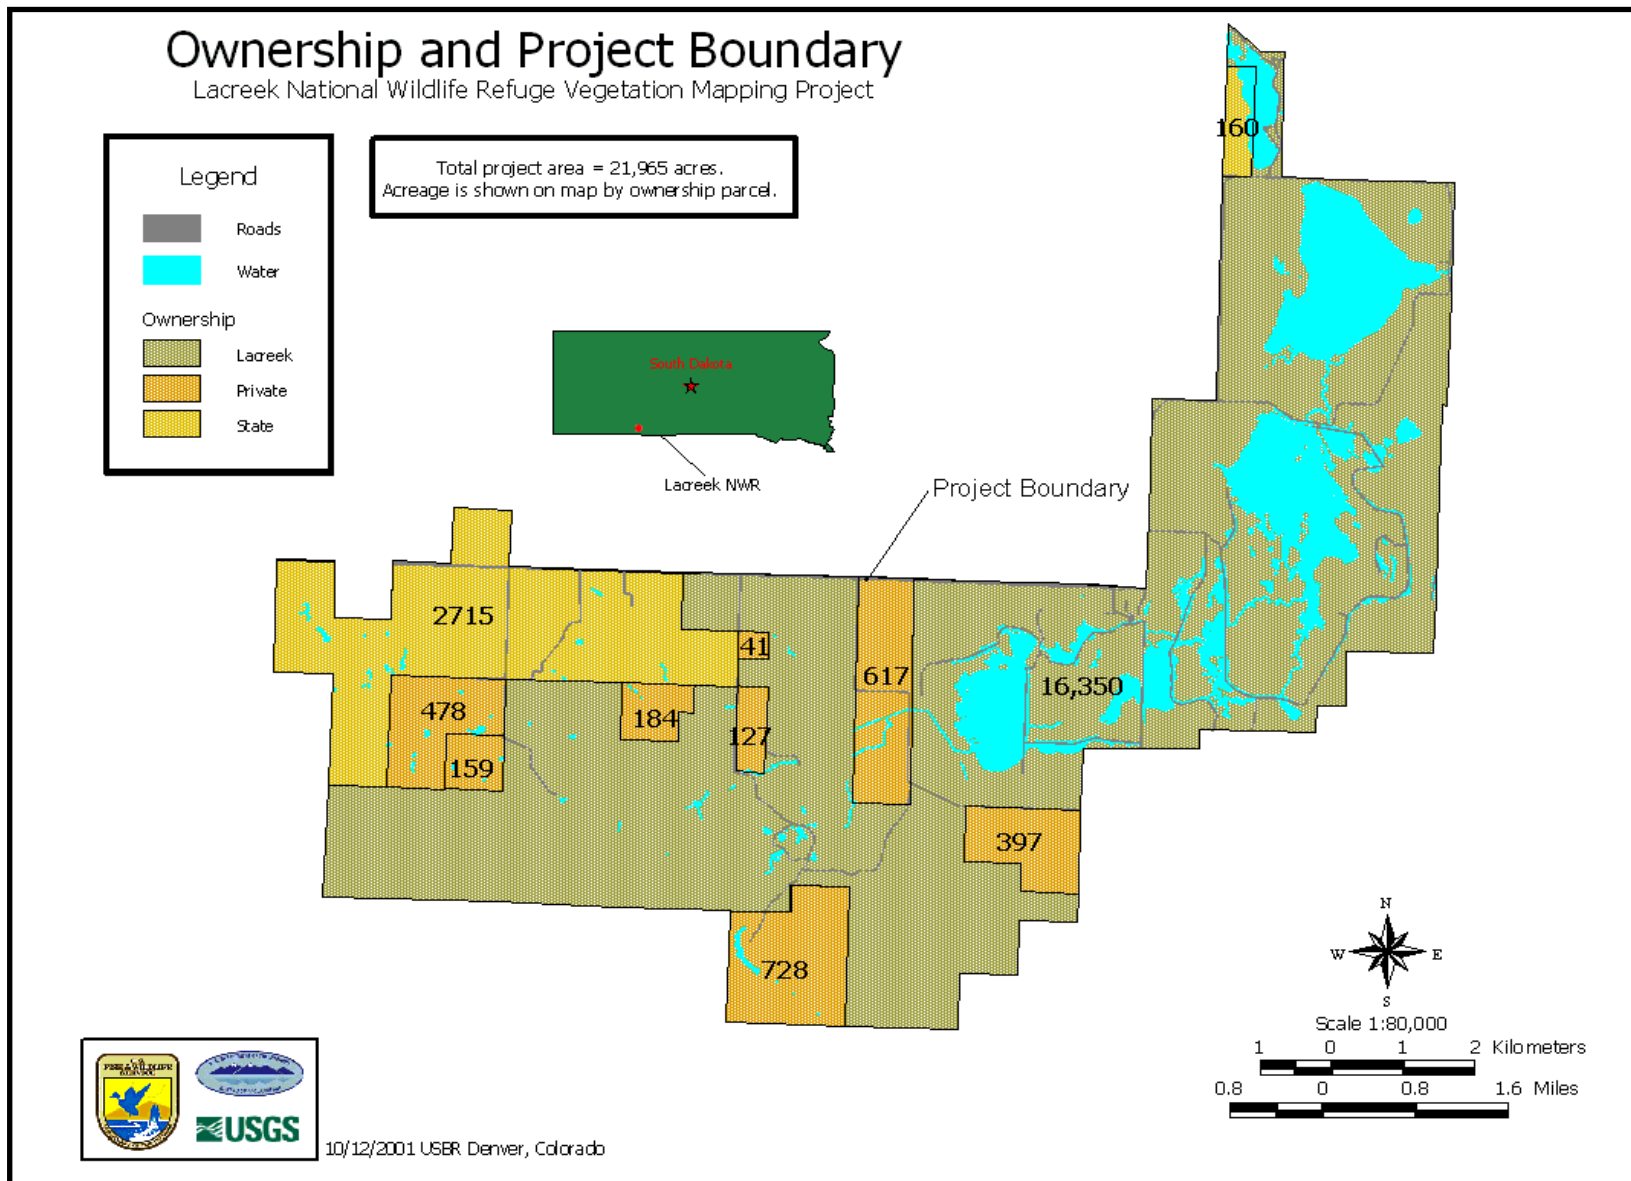 Ownership and Project Boundary
Lacreek National Wildlife Refuge Vegetation Mapping Project
Legend
Roads
Water
Ownership
Lacreek
Private
State
Total project area = 21,965 acres.
Acreage is shown on map by ownership parcel.
South Dakota
Lacreek NWR
Project Boundary
160
2715
41
617
16,350
478
184
127
159
397
728
N
W E
S
Scale 1:80,000
1 0 1 2 Kilometers
0.8 0 0.8 1.6 Miles
FISH & WILDLIFE
SERVICE
USGS
10/12/2001 USBR Denver, Colorado